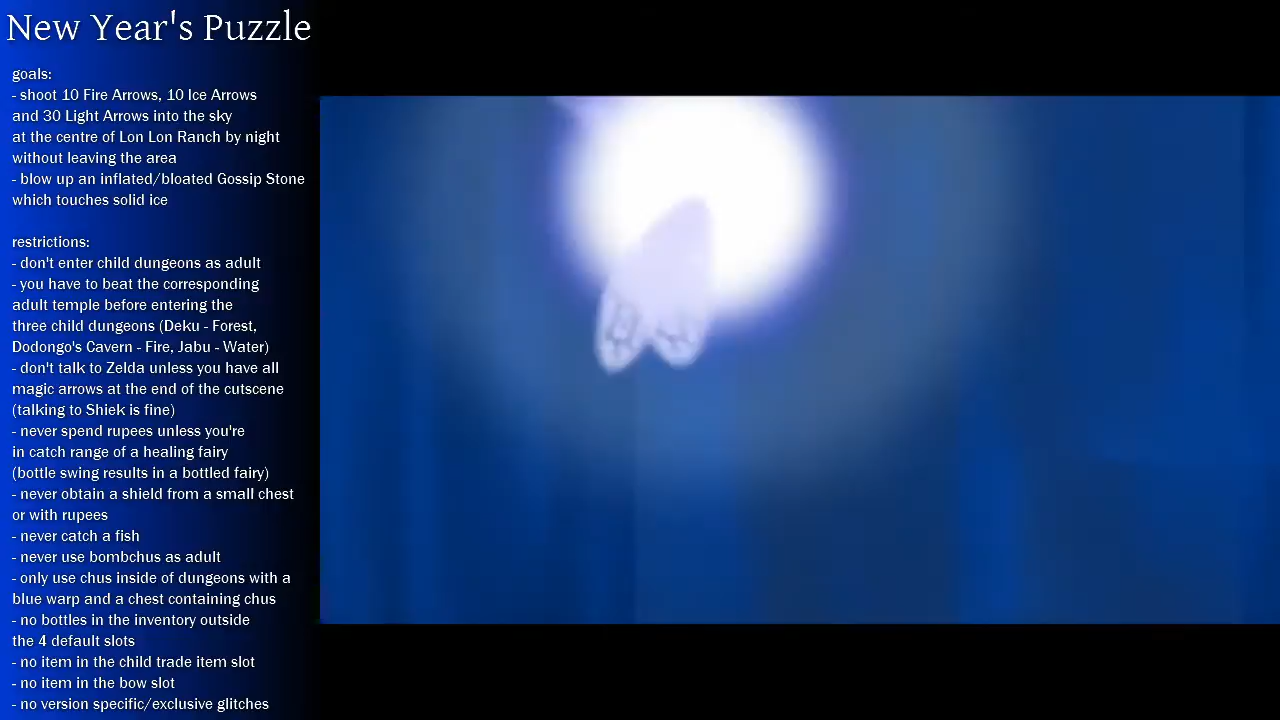 New Year's Puzzle
goals:
- shoot 10 Fire Arrows, 10 Ice Arrows
and 30 Light Arrows into the sky
at the centre of Lon Lon Ranch by night
without leaving the area
- blow up an inflated/bloated Gossip Stone
which touches solid ice
restrictions:
- don't enter child dungeons as adult
- you have to beat the corresponding
adult temple before entering the
three child dungeons (Deku - Forest,
Dodongo's Cavern - Fire, Jabu - Water)
- don't talk to Zelda unless you have all
magic arrows at the end of the cutscene
(talking to Shiek is fine)
- never spend rupees unless you're
in catch range of a healing fairy
(bottle swing results in a bottled fairy)
- never obtain a shield from a small chest
or with rupees
- never catch a fish
- never use bombchus as adult
- only use chus inside of dungeons with a
blue warp and a chest containing chus
- no bottles in the inventory outside
the 4 default slots
- no item in the child trade item slot
- no item in the bow slot
- no version specific/exclusive glitches